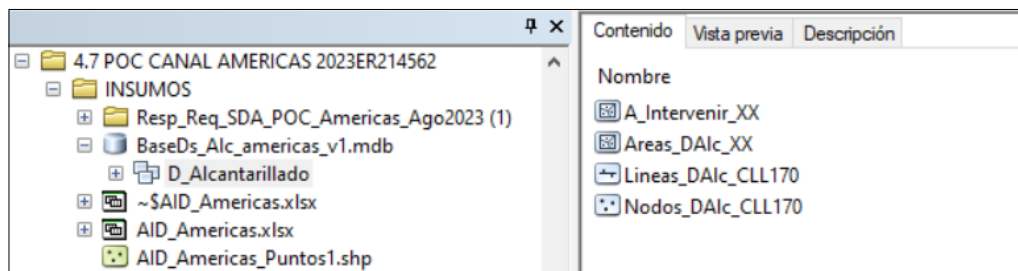 4.7 POC CANAL AMERICAS 2023ER214562
INSUMOS
Resp_Req_SDA_POC_Americas_Ago2023 (1)
BaseDs_Alc_americas_v1.mdb
D_Alcantarillado
~$AID_Americas.xlsx
AID_Americas.xlsx
AID_Americas_Puntos1.shp
Contenido Vista previa Descripción
Nombre
A_Intervenir_XX
Areas_DAlc_XX
Lineas_DAlc_CLL170
Nodos_DAlc_CLL170